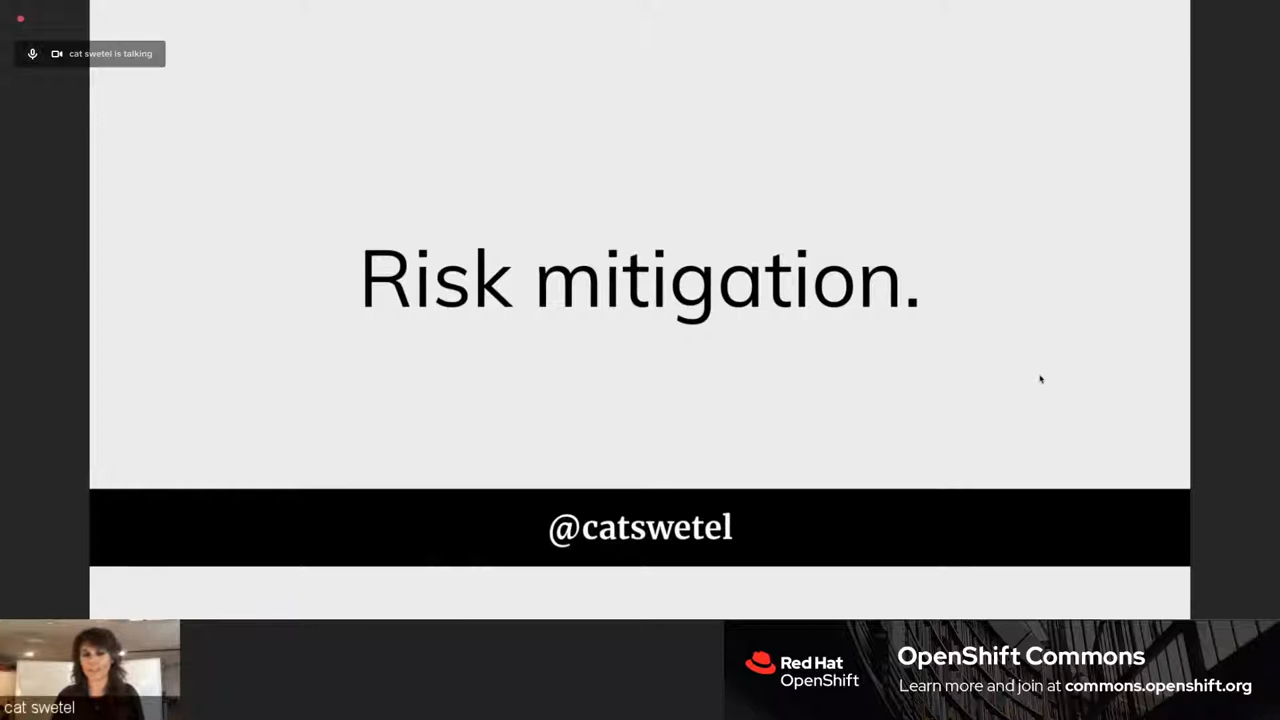 cat swetel is talking
Risk mitigation.
@catswetel
cat swetel
Red Hat
OpenShift
OpenShift Commons
Learn more and join at commons.openshift.org